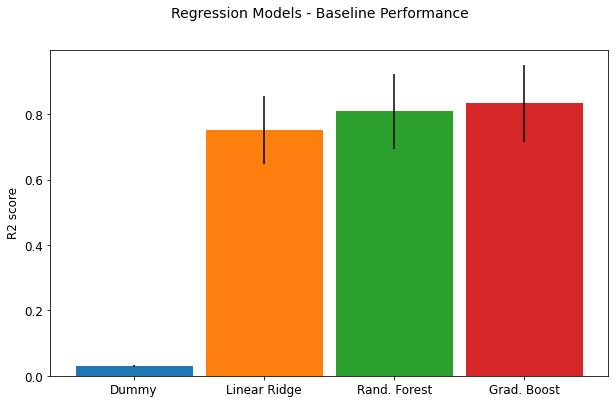 Regression Models - Baseline Performance
R2 score
0.8
0.6
0.4
0.2
0.0
Dummy
Linear Ridge
Rand. Forest
Grad. Boost